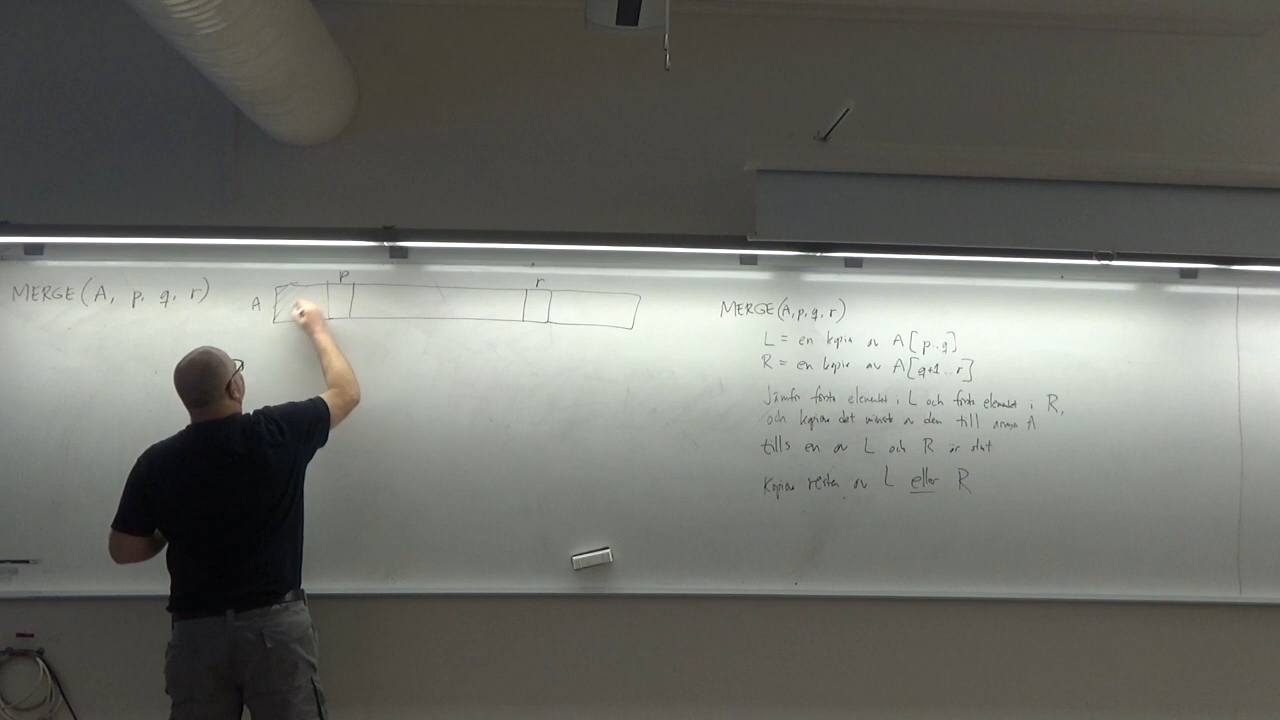 MERGE(A, p, q, r)
p
r
A
MERGE(A,p,q,r)
L = en kopia av A[p..q]
R = en kopia av A[q+1..r]
Jämför första elementet i L och första elementet i R,
och kopiera det minsta av dem till arrayen A
tills en av L och R är slut
Kopiera resten av L eller R